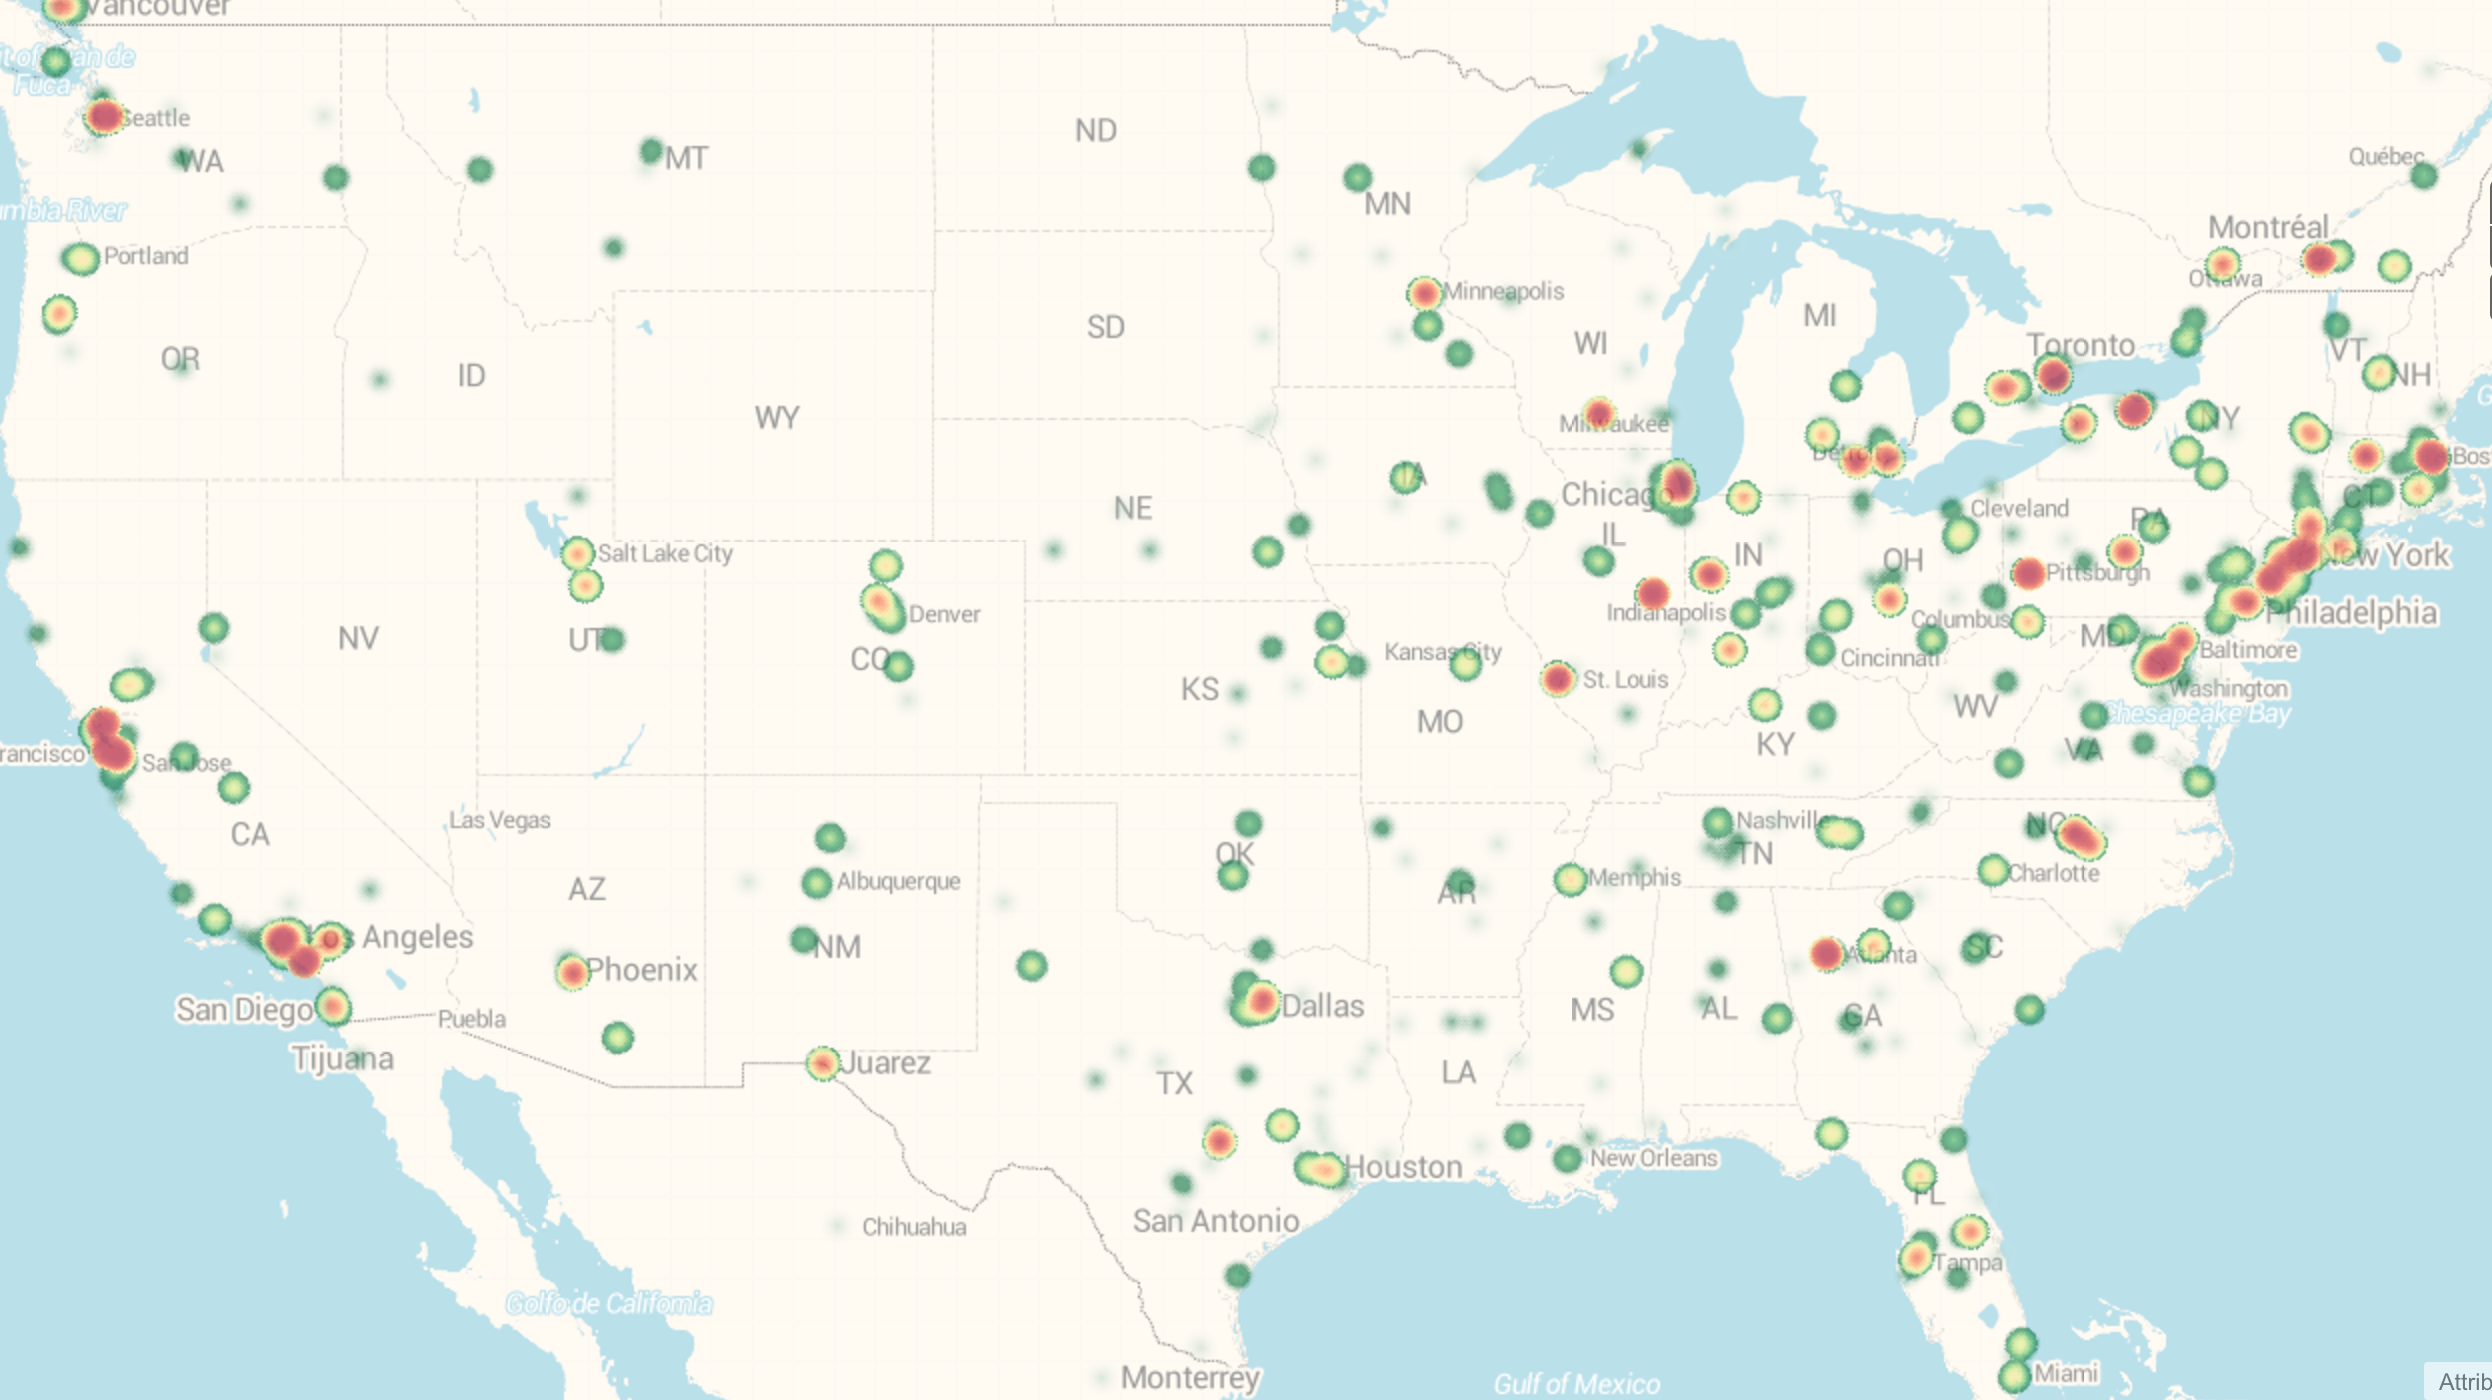 Vancouver
it of
an de
Fuca
Seattle
WA
MT
ND
MN
Québec
mbia River
Portland
Montréal
Ottawa
Minneapolis
SD
WI
MI
OR
ID
Toronto
VT
NH
WY
Milwaukee
NY
Detroit
Bos
IA
Chicago
NE
CT
Cleveland
PA
IL
IN
OH
Salt Lake City
New York
Pittsburgh
Denver
Indianapolis
Columbus
Philadelphia
NV
UT
CO
MD
Baltimore
Kansas City
Cincinnati
St. Louis
KS
Washington
MO
WV
Chesapeake Bay
rancisco
San Jose
KY
VA
Las Vegas
CA
Nashville
NC
OK
TN
AZ
Albuquerque
AR
Memphis
Charlotte
Los Angeles
NM
SC
Phoenix
Atlanta
San Diego
Puebla
Dallas
MS
AL
GA
Tijuana
Juarez
TX
LA
Houston
New Orleans
FL
San Antonio
Chihuahua
Tampa
Golfo de California
Monterrey
Gulf of Mexico
Miami
Attrib